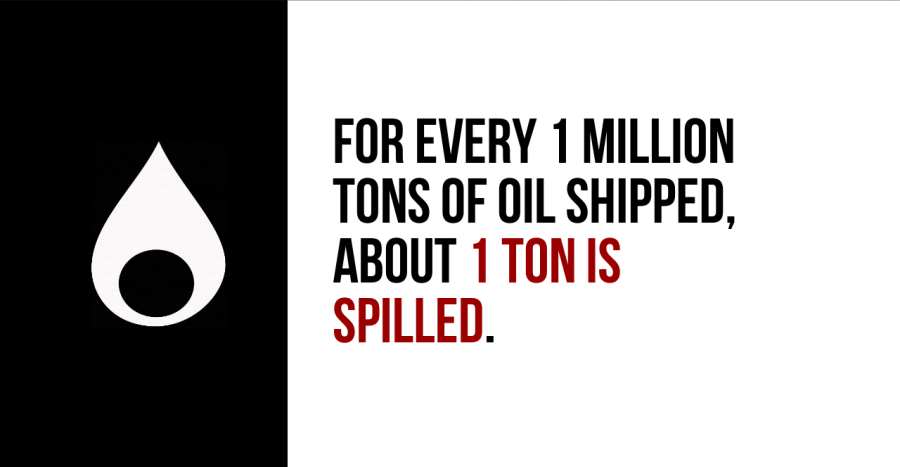 FOR EVERY 1 MILLION
TONS OF OIL SHIPPED,
ABOUT 1 TON IS
SPILLED.